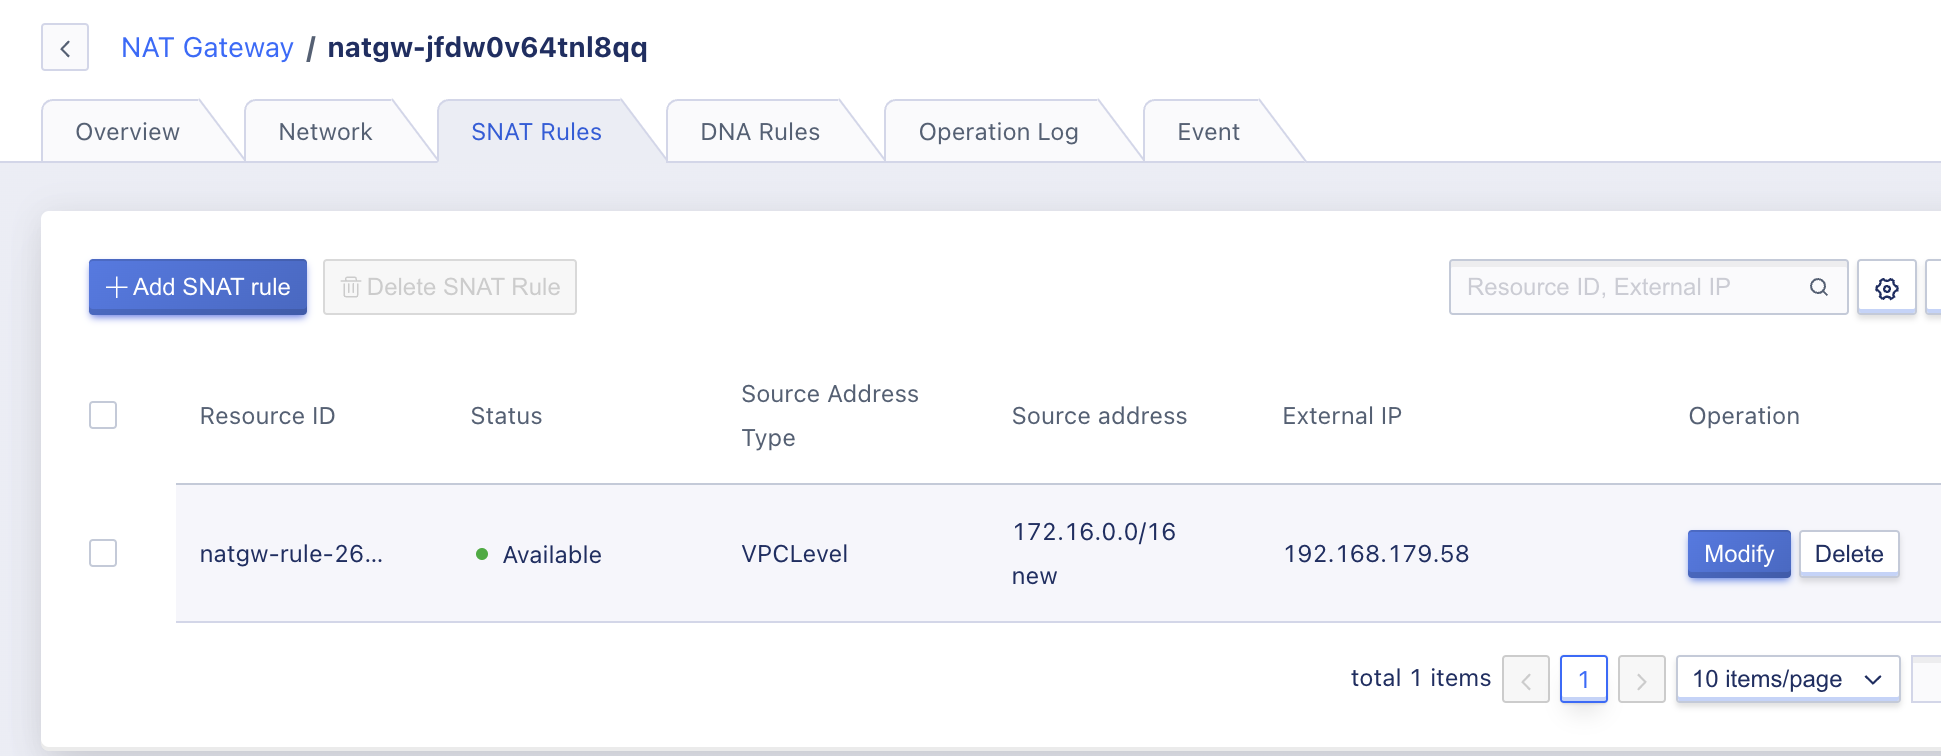 NAT Gateway / natgw-jfdw0v64tnl8qq
Overview
Network
SNAT Rules
DNA Rules
Operation Log
Event
Add SNAT rule
Delete SNAT Rule
Resource ID, External IP
Resource ID
Status
Source Address
Type
Source address
External IP
Operation
natgw-rule-26...
Available
VPCLevel
172.16.0.0/16
new
192.168.179.58
Modify
Delete
total 1 items
1
10 items/page